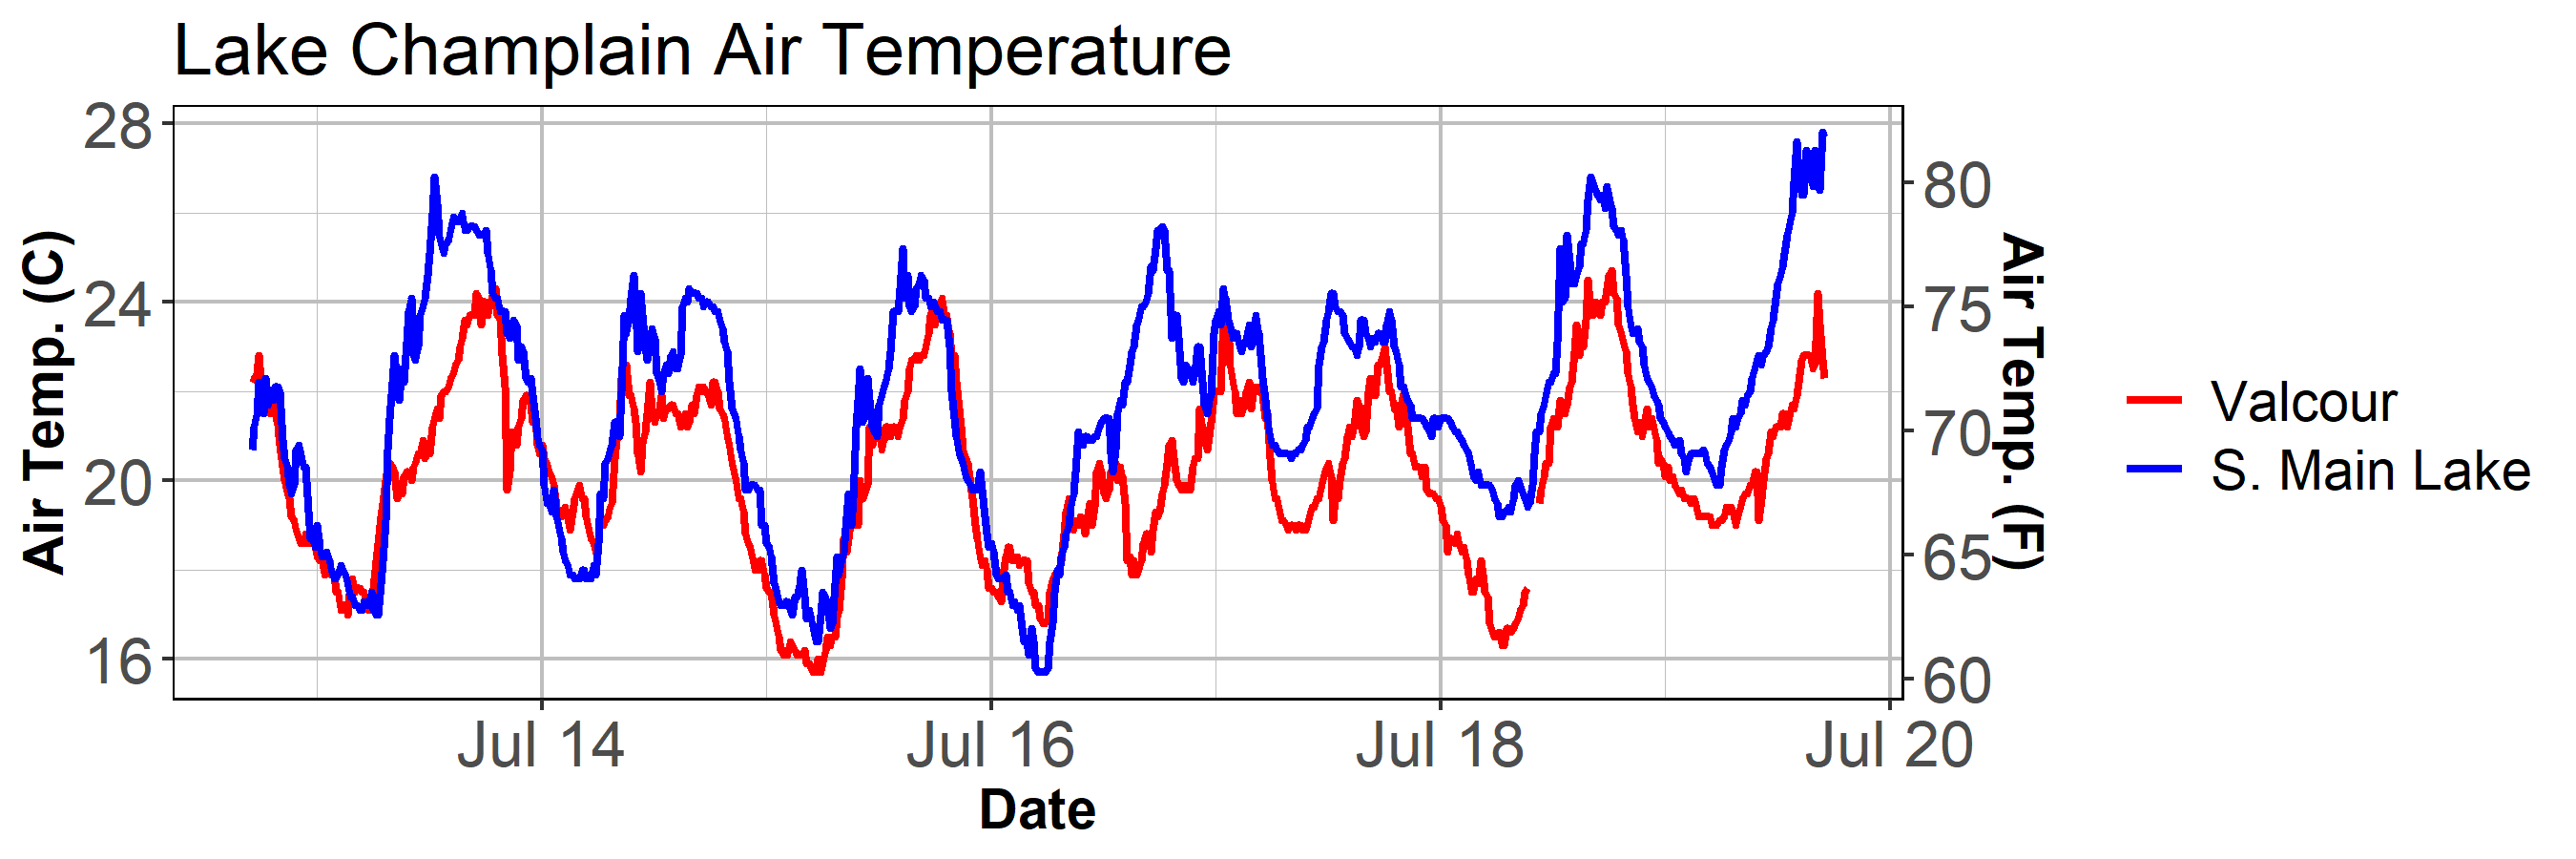 Lake Champlain Air Temperature
28
24
20
16
Air Temp. (C)
80
75
70
65
60
Air Temp. (F)
Jul 14
Jul 16
Jul 18
Jul 20
Date
Valcour
S. Main Lake